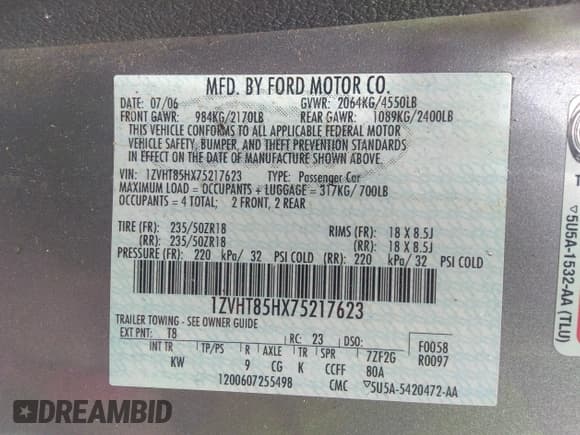 MFD. BY FORD MOTOR CO.
DATE: 07/06 GVWR: 2064KG/4550LB
FRONT GAWR: 984KG/2170LB REAR GAWR: 1089KG/2400LB
THIS VEHICLE CONFORMS TO ALL APPLICABLE FEDERAL MOTOR
VEHICLE SAFETY, BUMPER, AND THEFT PREVENTION STANDARDS
IN EFFECT ON THE DATE OF MANUFACTURE SHOWN ABOVE.
VIN: 1ZVHT85HX75217623 TYPE: Passenger Car
MAXIMUM LOAD = OCCUPANTS + LUGGAGE = 317KG/700LB
OCCUPANTS = 4 TOTAL: 2 FRONT, 2 REAR
TIRE (FR): 235/50ZR18 RIMS (FR): 18 X 8.5J
(RR): 235/50ZR18 (RR): 18 X 8.5J
PRESSURE (FR): 220 kPa/ 32 PSI COLD (RR): 220 kPa/ 32 PSI COLD
1ZVHT85HX75217623
TRAILER TOWING - SEE OWNER GUIDE
EXT PNT: T8 RC: 23 DSO: F0058
INT TR TP/PS R AXLE TR SPR 7ZF2G R0097
KW 9 CG K CCFF 80A
1200607255498 CMC ▽5U5A-5420472-AA
▽5U5A-1532-AA (TLU)
DREAMBID